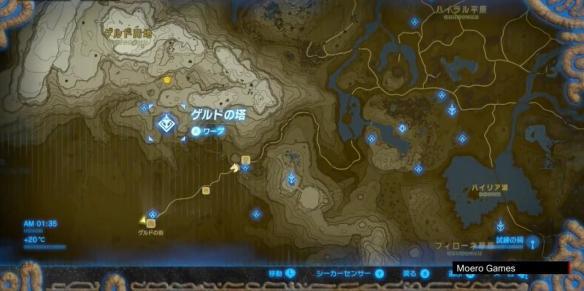 ハイラル平原
ゲルド高地
ゲルドの塔
ワープ
ハイリア湖
ゲルドの街
AM 01:35
+20℃
フィローネ草原
試練の祠
移動 L シーカーセンサー Y 戻る
Moero Games